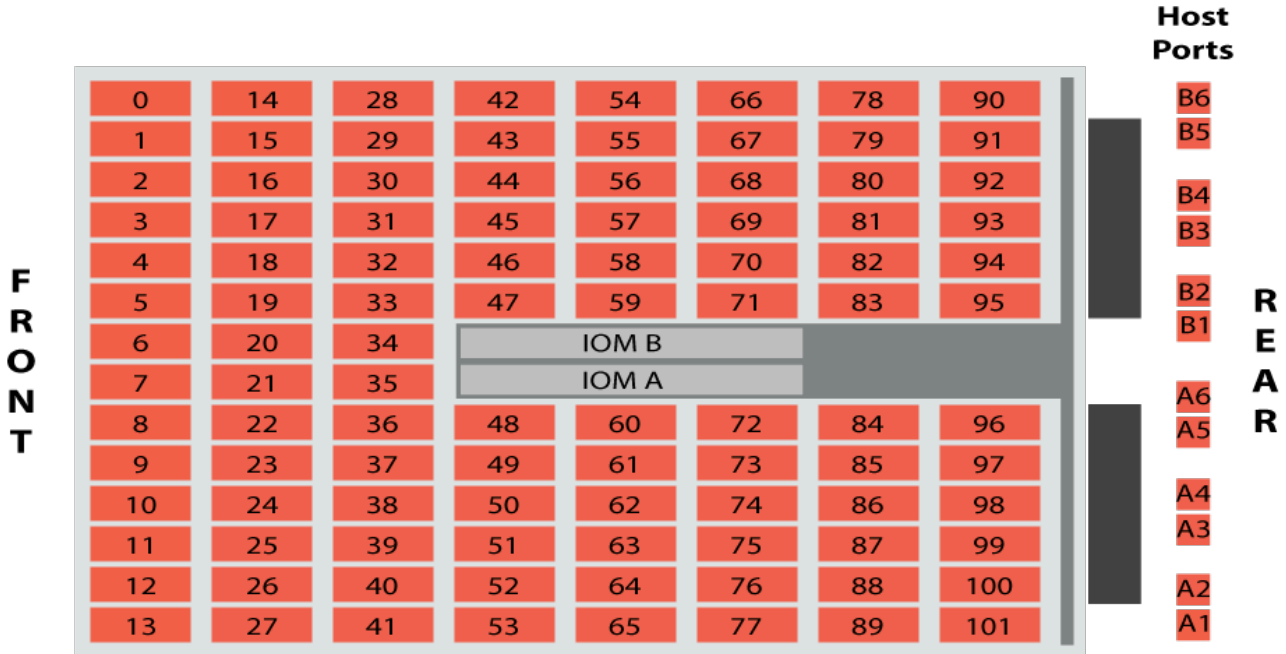 Host
Ports
0 14 28 42 54 66 78 90 B6
1 15 29 43 55 67 79 91 B5
2 16 30 44 56 68 80 92 B4
3 17 31 45 57 69 81 93 B3
4 18 32 46 58 70 82 94
5 19 33 47 59 71 83 95 B2
6 20 34 IOM B B1
7 21 35 IOM A A6
8 22 36 48 60 72 84 96 A5
9 23 37 49 61 73 85 97
10 24 38 50 62 74 86 98 A4
11 25 39 51 63 75 87 99 A3
12 26 40 52 64 76 88 100 A2
13 27 41 53 65 77 89 101 A1
FRONT
REAR